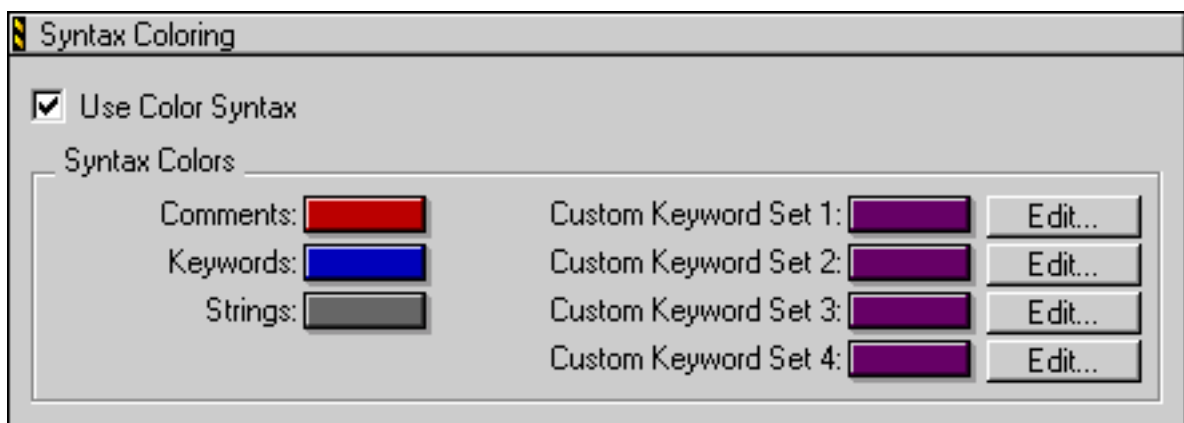 Syntax Coloring
Use Color Syntax
Syntax Colors
Comments:
Custom Keyword Set 1:
Edit...
Keywords:
Custom Keyword Set 2:
Edit...
Strings:
Custom Keyword Set 3:
Edit...
Custom Keyword Set 4:
Edit...